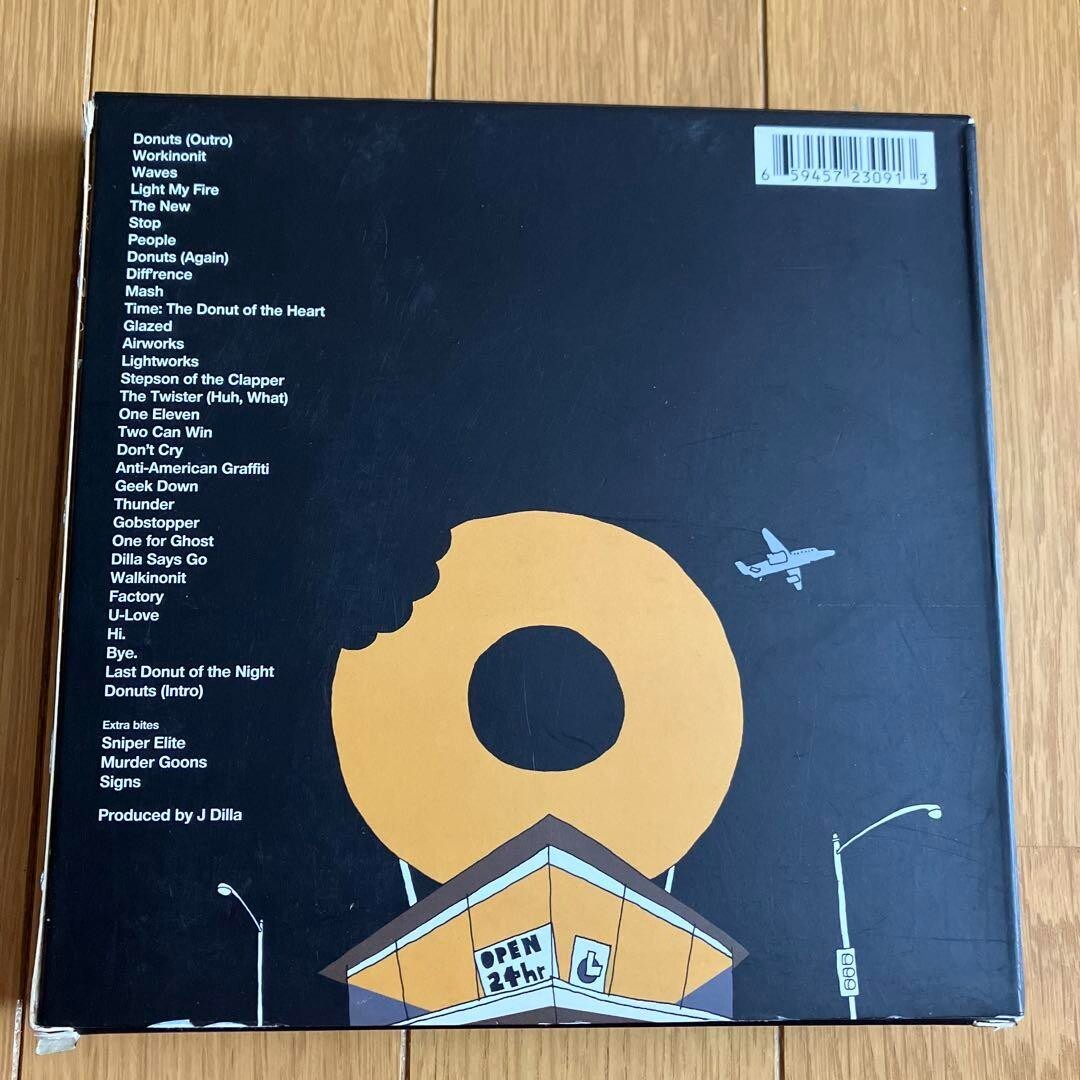 Donuts (Outro)
Workinonit
Waves
Light My Fire
The New
Stop
People
Donuts (Again)
Diff'rence
Mash
Time: The Donut of the Heart
Glazed
Airworks
Lightworks
Stepson of the Clapper
The Twister (Huh, What)
One Eleven
Two Can Win
Don't Cry
Anti-American Graffiti
Geek Down
Thunder
Gobstopper
One for Ghost
Dilla Says Go
Walkinonit
Factory
U-Love
Hi.
Bye.
Last Donut of the Night
Donuts (Intro)
Extra bites
Sniper Elite
Murder Goons
Signs
Produced by J Dilla
6 59457 23091 3
OPEN
24hr.